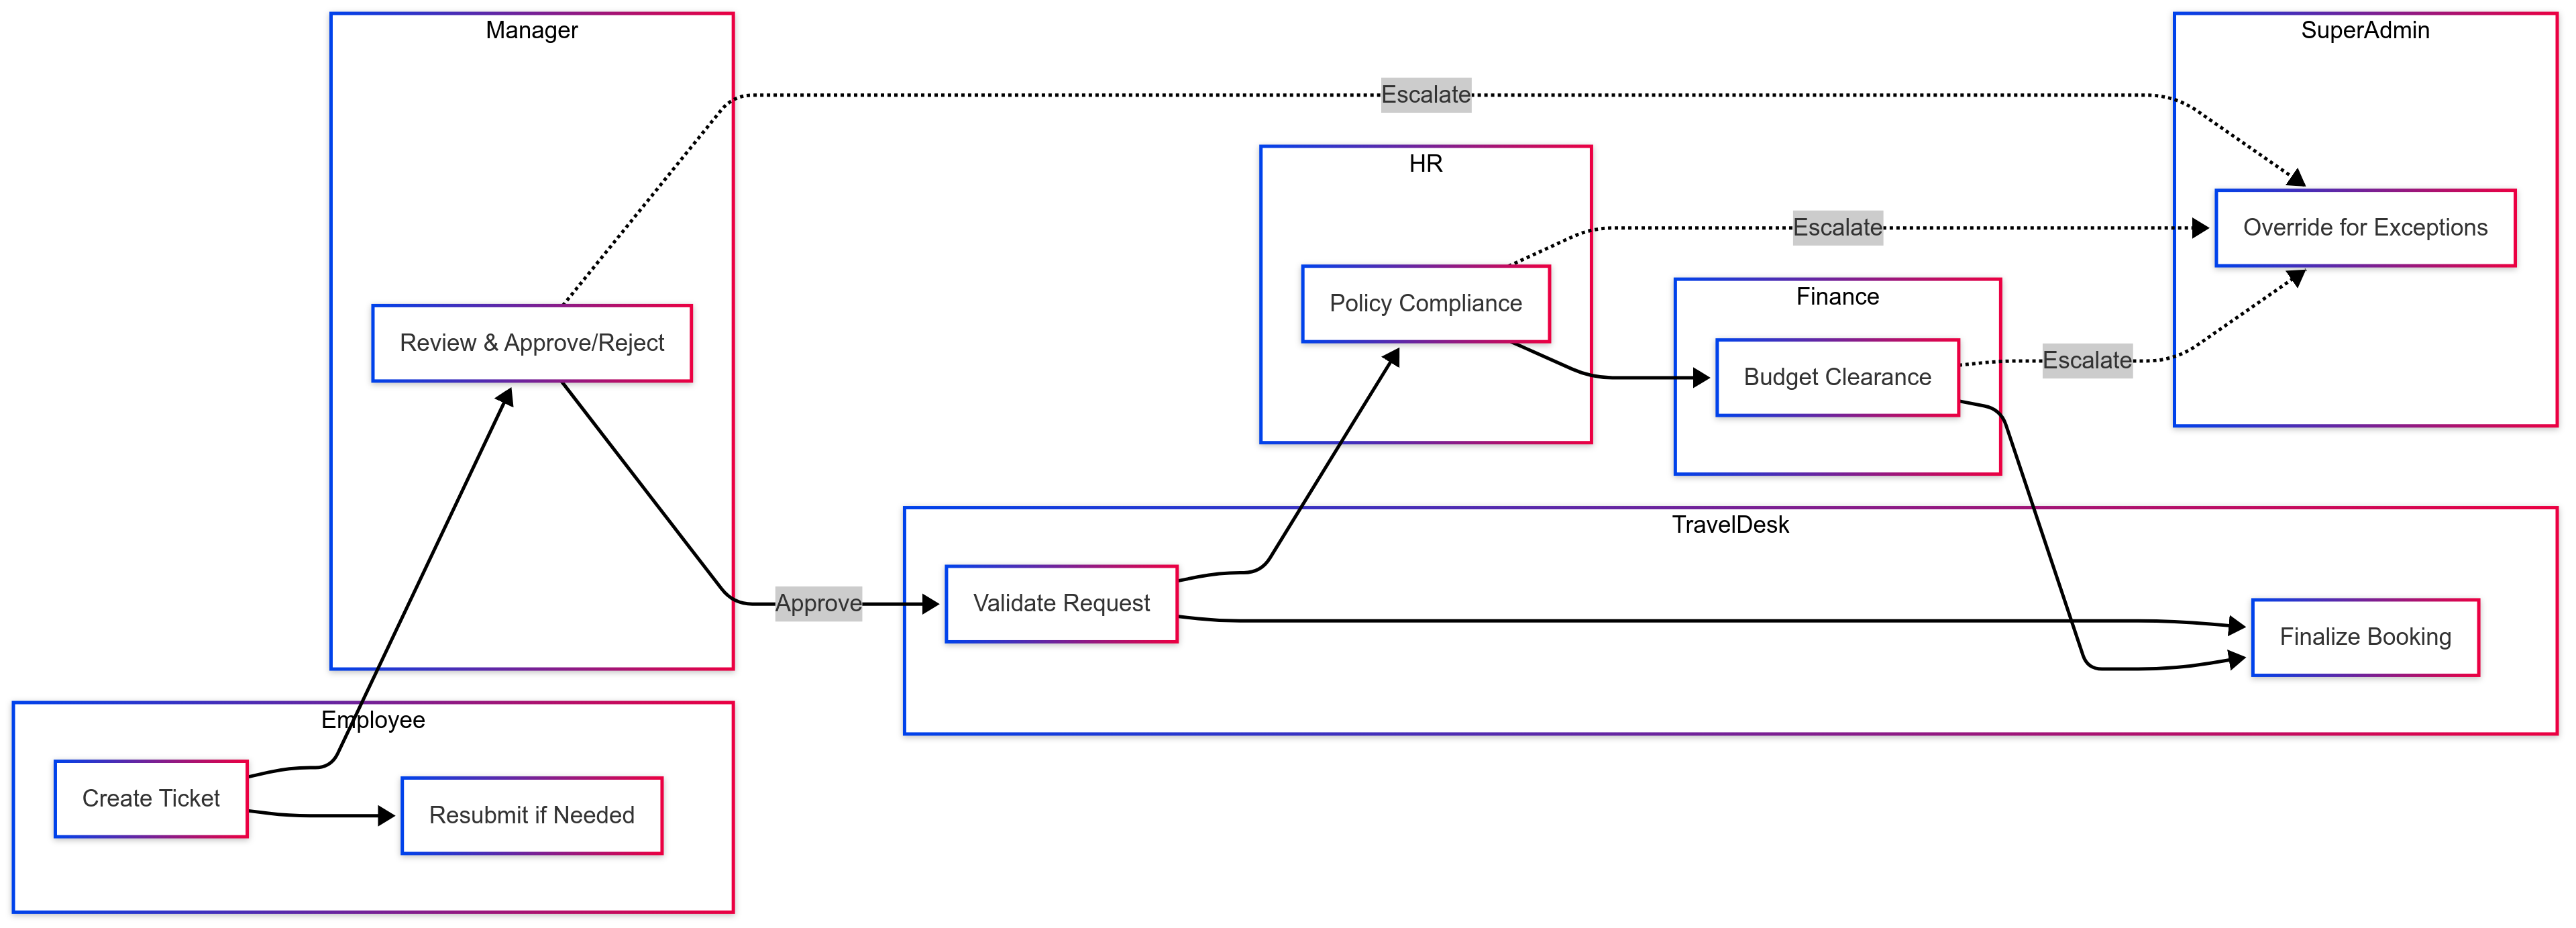 Manager
SuperAdmin
Escalate
HR
Escalate
Override for Exceptions
Policy Compliance
Finance
Review & Approve/Reject
Escalate
Budget Clearance
TravelDesk
Approve
Validate Request
Finalize Booking
Employee
Create Ticket
Resubmit if Needed